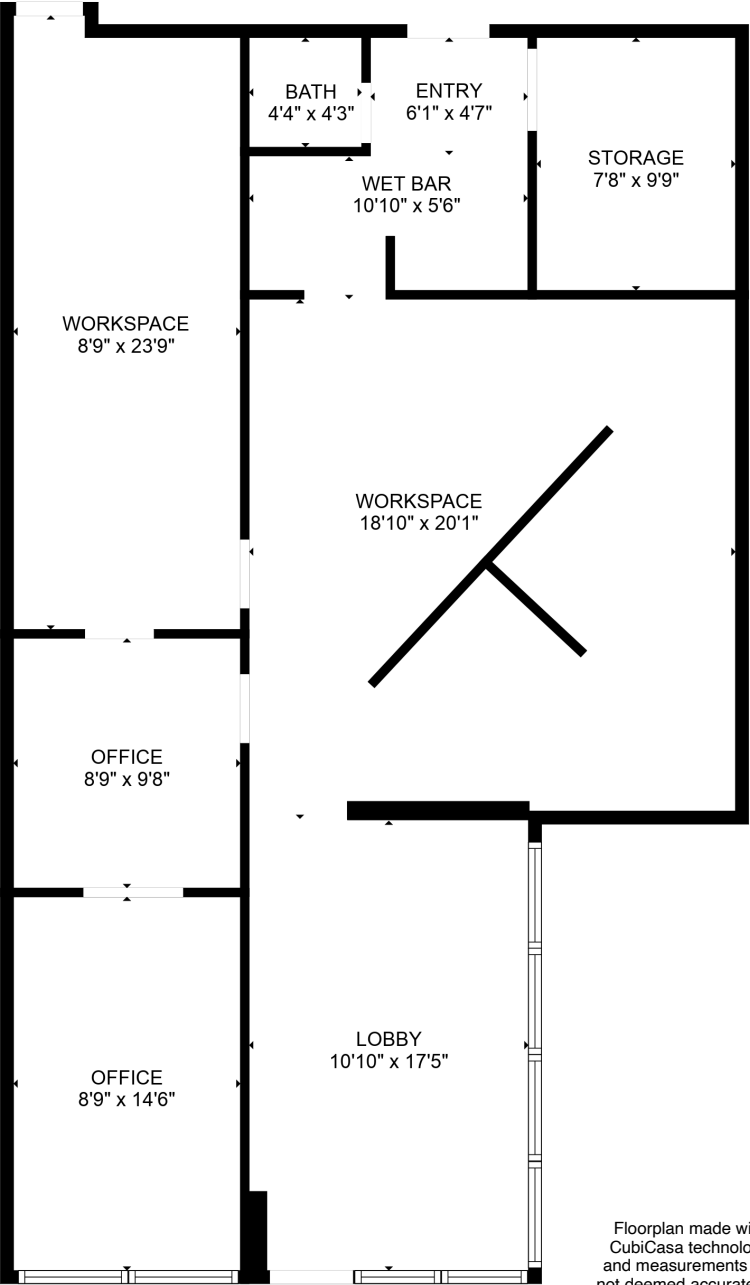 BATH
4'4" x 4'3"
ENTRY
6'1" x 4'7"
STORAGE
7'8" x 9'9"
WET BAR
10'10" x 5'6"
WORKSPACE
8'9" x 23'9"
WORKSPACE
18'10" x 20'1"
OFFICE
8'9" x 9'8"
LOBBY
10'10" x 17'5"
OFFICE
8'9" x 14'6"
Floorplan made
CubiCasa
and measurements
not deemed